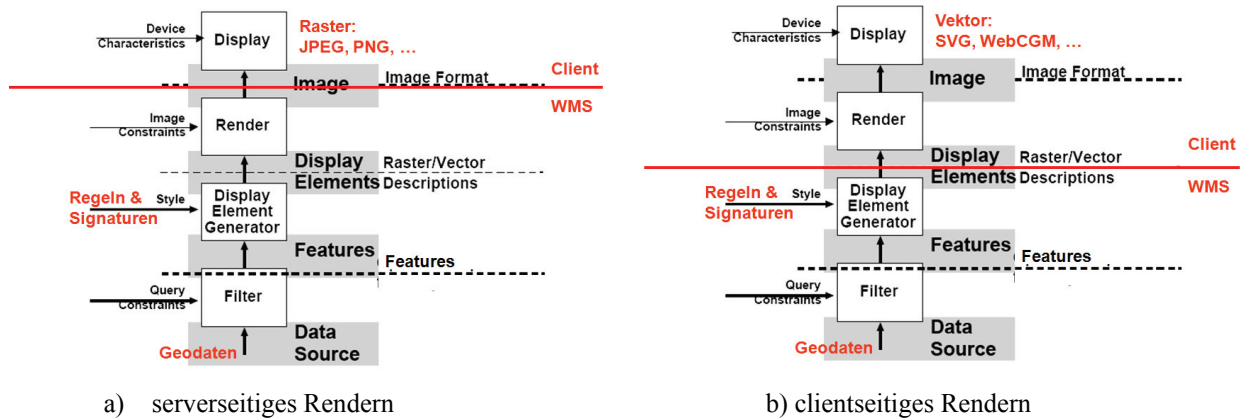 Device
Characteristics
Display
Raster:
JPEG, PNG, ...
Image
Image Format
Client
WMS
Image
Constraints
Render
Display
Elements
Raster/Vector
Descriptions
Regeln &
Signaturen
Style
Display
Element
Generator
Features
Features
Query
Constraints
Filter
Geodaten
Data
Source
a) serverseitiges Rendern
Device
Characteristics
Display
Vektor:
SVG, WebCGM, ...
Image
Image Format
Image
Constraints
Render
Client
WMS
Display
Elements
Raster/Vector
Descriptions
Regeln &
Signaturen
Style
Display
Element
Generator
Features
Features
Query
Constraints
Filter
Geodaten
Data
Source
b) clientseitiges Rendern